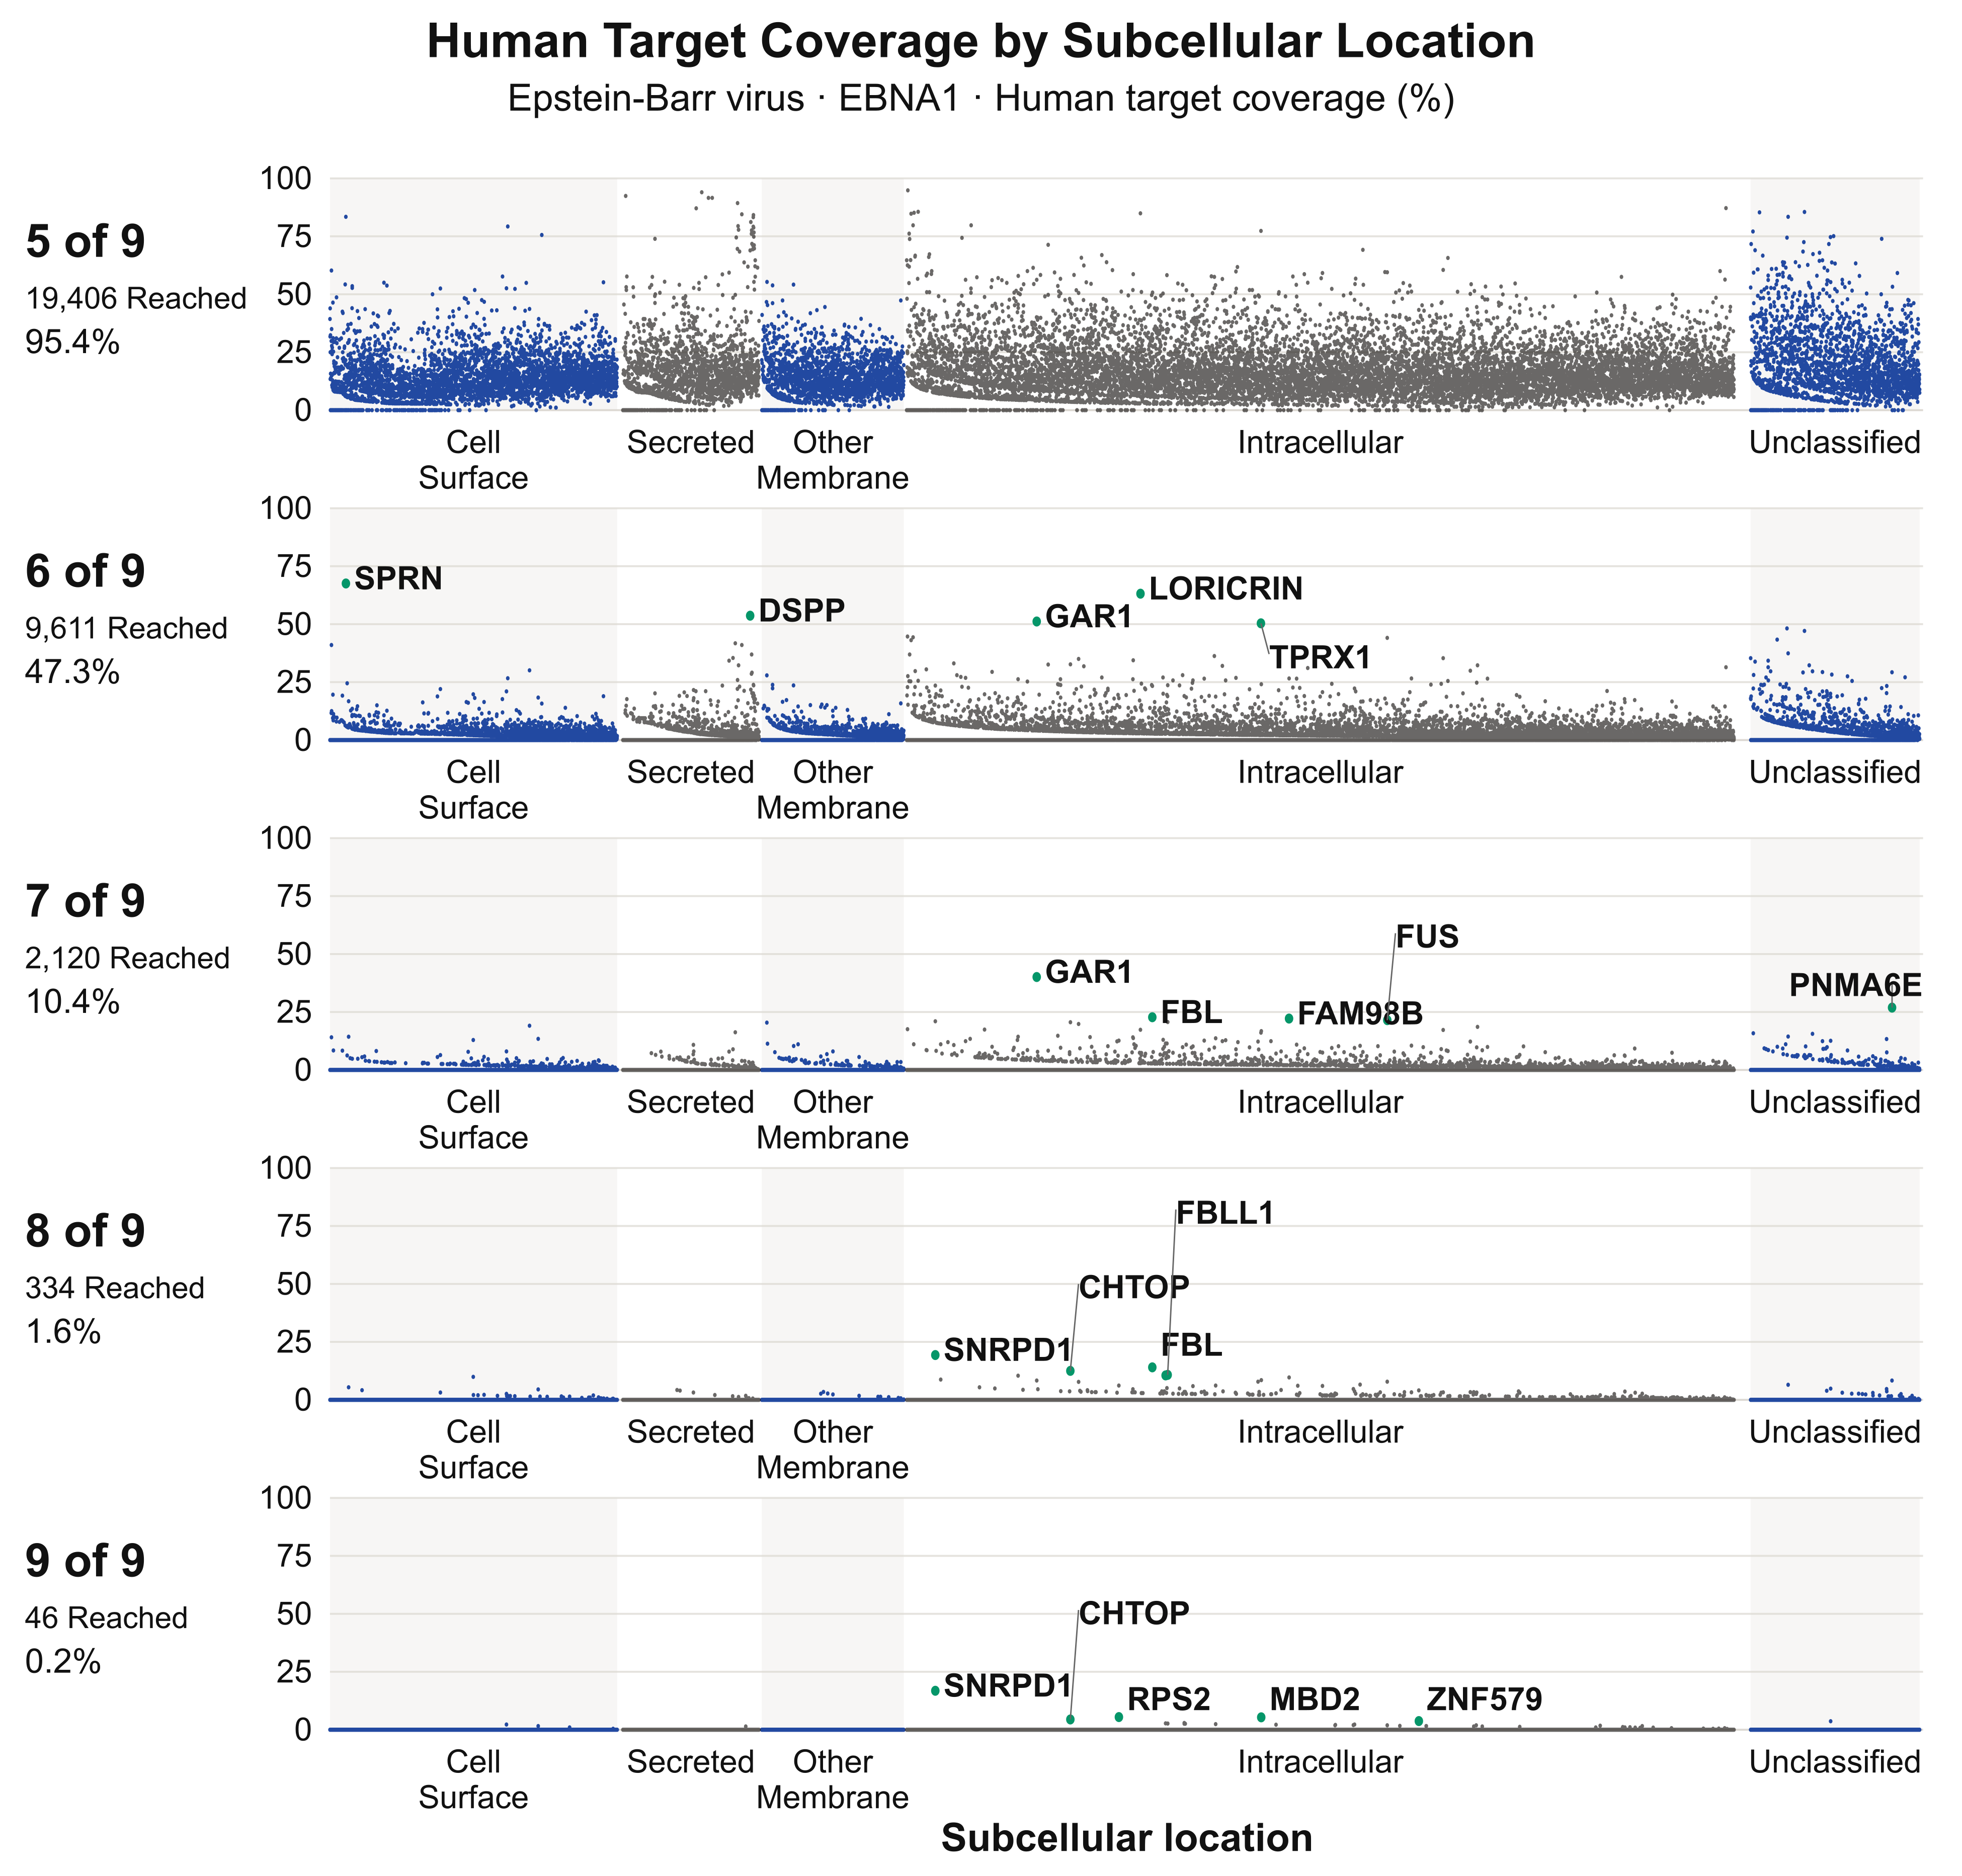 Human Target Coverage by Subcellular Location
Epstein-Barr virus · EBNA1 · Human target coverage (%)
5 of 9
19,406 Reached
95.4%
100
75
50
25
0
Cell
Surface
Secreted
Other
Membrane
Intracellular
Unclassified
6 of 9
9,611 Reached
47.3%
100
75
50
25
0
SPRN
DSPP
GAR1
LORICRIN
TPRX1
Cell
Surface
Secreted
Other
Membrane
Intracellular
Unclassified
7 of 9
2,120 Reached
10.4%
100
75
50
25
0
GAR1
FBL
FAM98B
FUS
PNMA6E
Cell
Surface
Secreted
Other
Membrane
Intracellular
Unclassified
8 of 9
334 Reached
1.6%
100
75
50
25
0
FBLL1
CHTOP
SNRPD1
FBL
Cell
Surface
Secreted
Other
Membrane
Intracellular
Unclassified
9 of 9
46 Reached
0.2%
100
75
50
25
0
CHTOP
SNRPD1
RPS2
MBD2
ZNF579
Cell
Surface
Secreted
Other
Membrane
Intracellular
Unclassified
Subcellular location